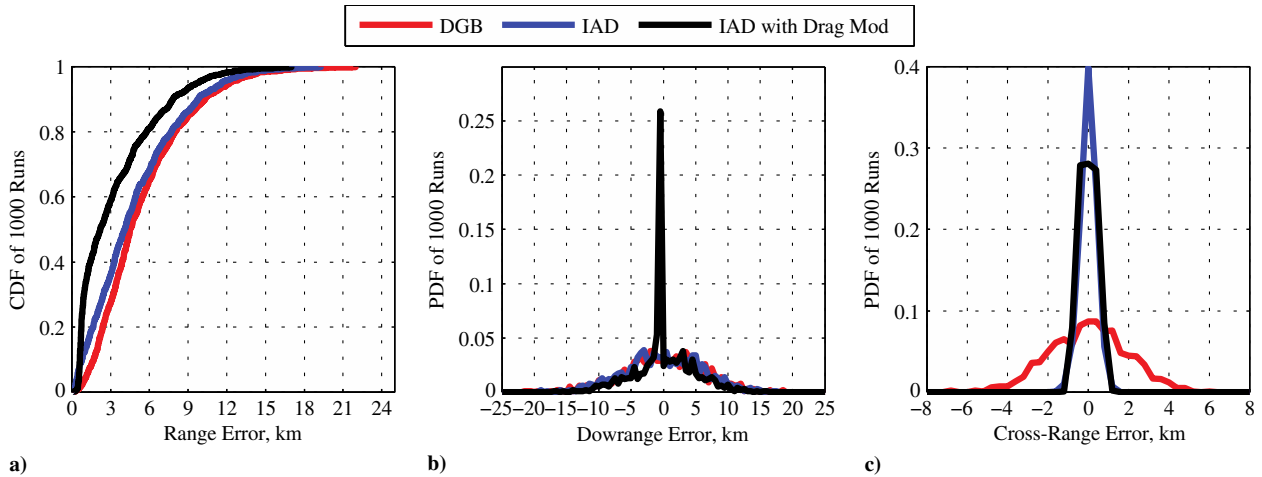 DGB IAD IAD with Drag Mod
CDF of 1000 Runs
1
0.8
0.6
0.4
0.2
0
0 3 6 9 12 15 18 21 24
Range Error, km
a)
PDF of 1000 Runs
0.25
0.2
0.15
0.1
0.05
0
−25 −20 −15 −10 −5 0 5 10 15 20 25
Dowrange Error, km
b)
PDF of 1000 Runs
0.4
0.3
0.2
0.1
0
−8 −6 −4 −2 0 2 4 6 8
Cross-Range Error, km
c)